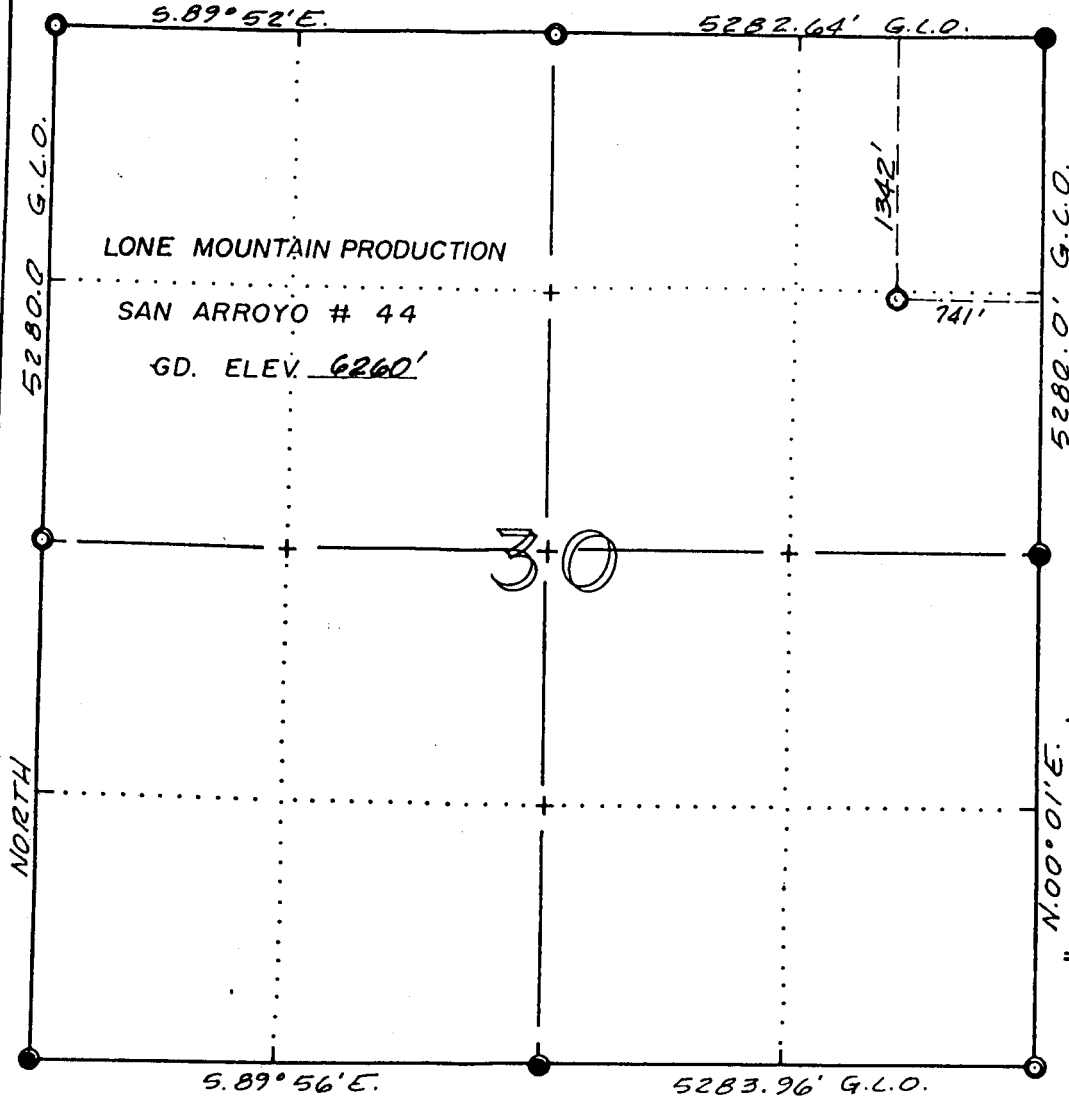 S.89°52'E.
5282.64' G.L.O.
5280.0 G.L.O.
1342'
5280.0' G.L.O.
LONE MOUNTAIN PRODUCTION
SAN ARROYO # 44
741'
GD. ELEV. 6260'
30
NORTH
N.00°01'E.
S.89°56'E.
5283.96' G.L.O.